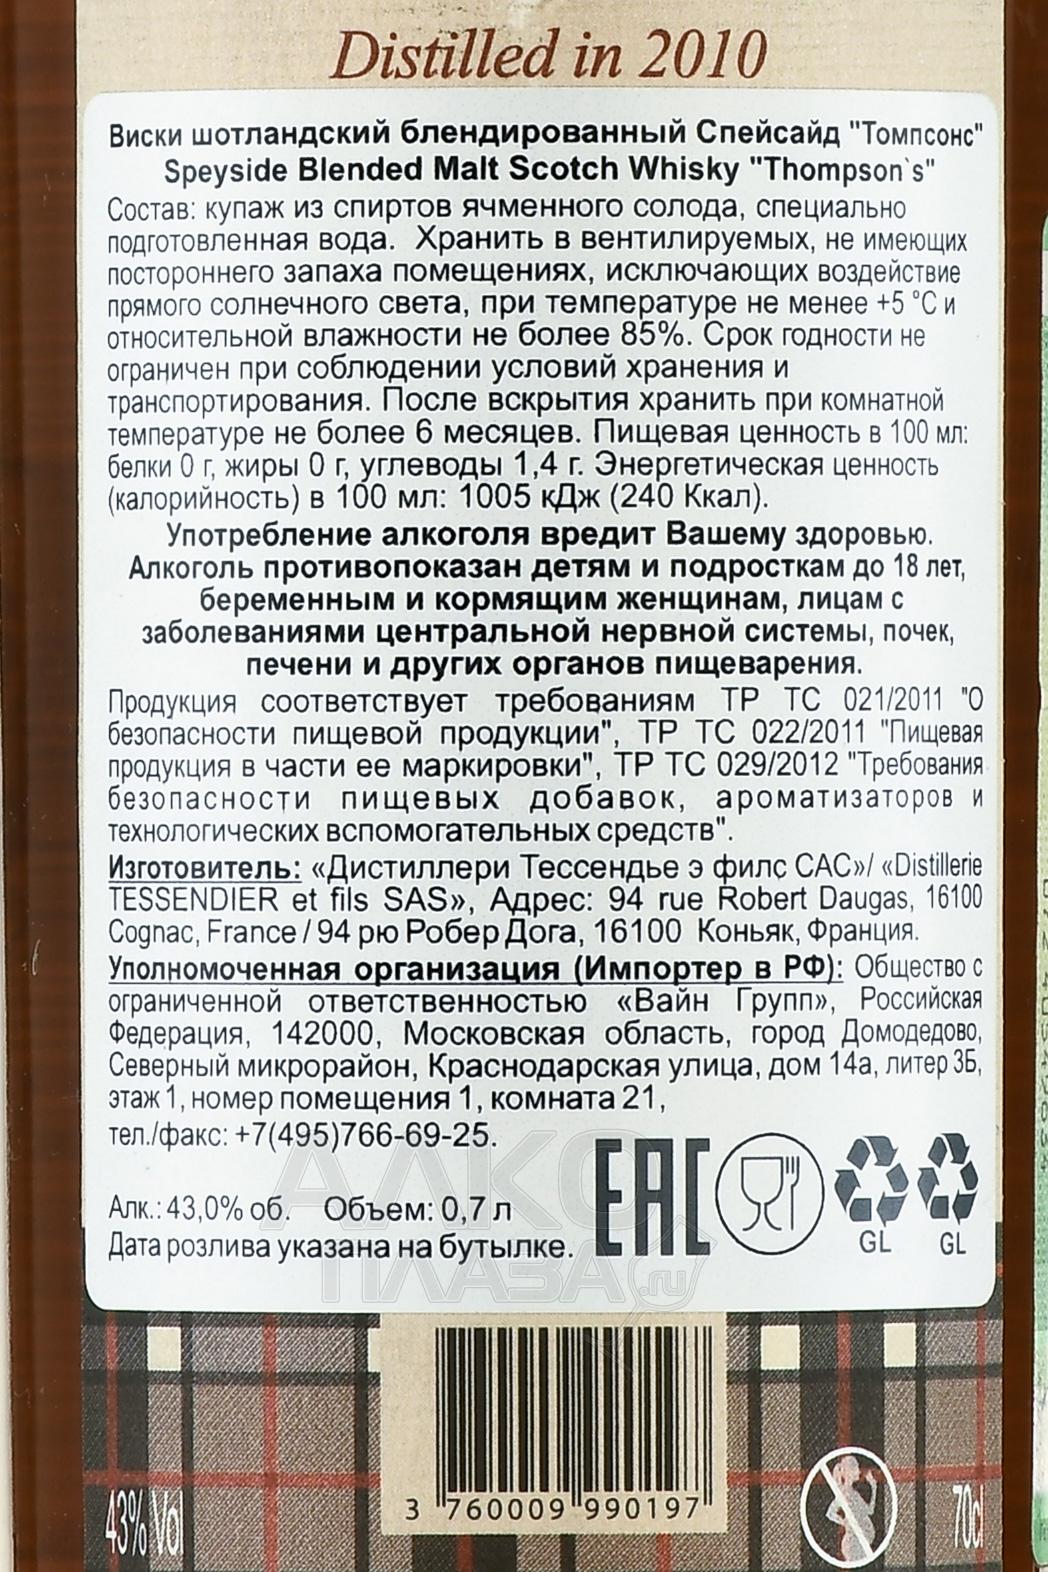 Distilled in 2010
Виски шотландский блендированный Спейсайд "Томпсонс"
Speyside Blended Malt Scotch Whisky "Thompson`s"
Состав: купаж из спиртов ячменного солода, специально
подготовленная вода. Хранить в вентилируемых, не имеющих
постороннего запаха помещениях, исключающих воздействие
прямого солнечного света, при температуре не менее +5 °С и
относительной влажности не более 85%. Срок годности не
ограничен при соблюдении условий хранения и
транспортирования. После вскрытия хранить при комнатной
температуре не более 6 месяцев. Пищевая ценность в 100 мл:
белки 0 г, жиры 0 г, углеводы 1,4 г. Энергетическая ценность
(калорийность) в 100 мл: 1005 кДж (240 Ккал).
Употребление алкоголя вредит Вашему здоровью.
Алкоголь противопоказан детям и подросткам до 18 лет,
беременным и кормящим женщинам, лицам с
заболеваниями центральной нервной системы, почек,
печени и других органов пищеварения.
Продукция соответствует требованиям ТР ТС 021/2011 "О
безопасности пищевой продукции", ТР ТС 022/2011 "Пищевая
продукция в части ее маркировки", ТР ТС 029/2012 "Требования
безопасности пищевых добавок, ароматизаторов и
технологических вспомогательных средств".
Изготовитель: «Дистиллери Тессендье э филс САС»/ «Distillerie
TESSENDIER et fils SAS», Адрес: 94 rue Robert Daugas, 16100
Cognac, France / 94 рю Робер Дога, 16100 Коньяк, Франция.
Уполномоченная организация (Импортер в РФ): Общество с
ограниченной ответственностью «Вайн Групп», Российская
Федерация, 142000, Московская область, город Домодедово,
Северный микрорайон, Краснодарская улица, дом 14а, литер 3Б,
этаж 1, номер помещения 1, комната 21,
тел./факс: +7(495)766-69-25.
Алк.: 43,0% об. Объем: 0,7 л
Дата розлива указана на бутылке.
EAC
GL GL
АЛКО
ПЛАЗА.ru
3 760009 990197
43% Vol
70cl